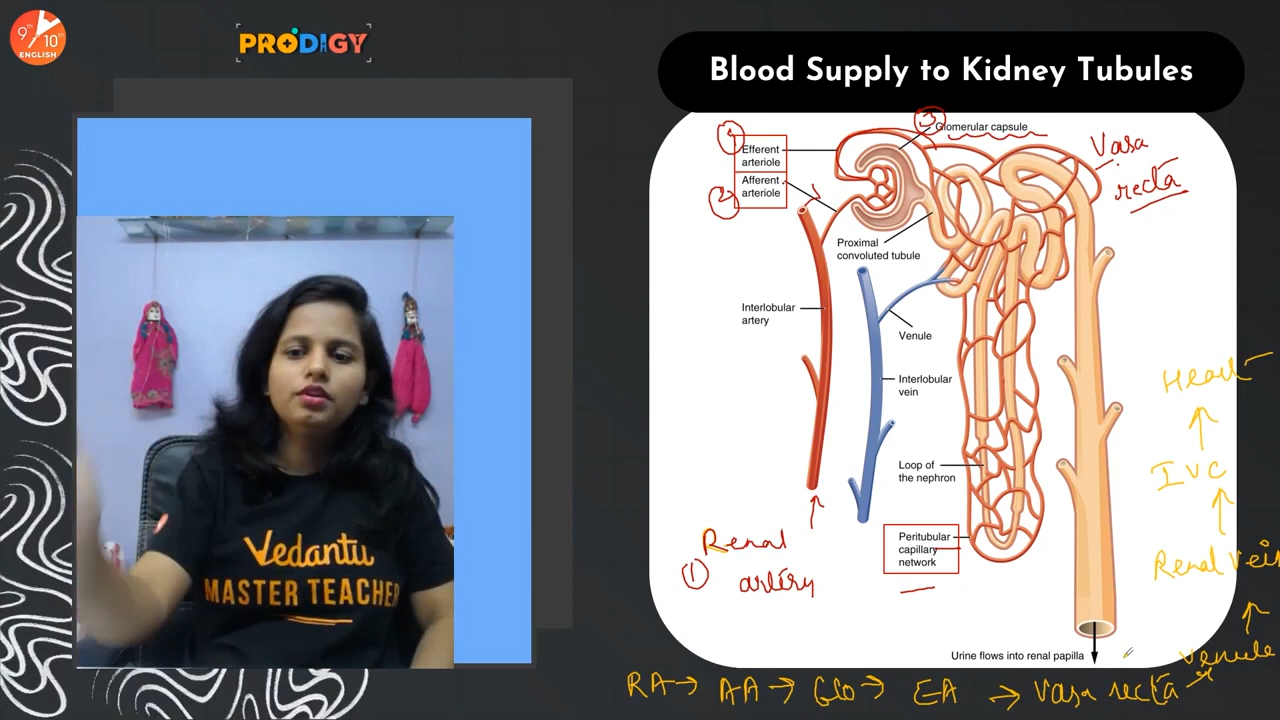 9th 10th
ENGLISH
PRODIGY
Blood Supply to Kidney Tubules
3
Glomerular capsule
4
Efferent
arteriole
Vasa
recta
2
Afferent
arteriole
Proximal
convoluted tubule
Interlobular
artery
Venule
Interlobular
vein
Heart
Loop of
the nephron
IVC
Renal
artery
1
Peritubular
capillary
network
Renal Vein
Vedantu
MASTER TEACHER
Urine flows into renal papilla
Venule
RA → AA → Glo → EA → Vasa recta